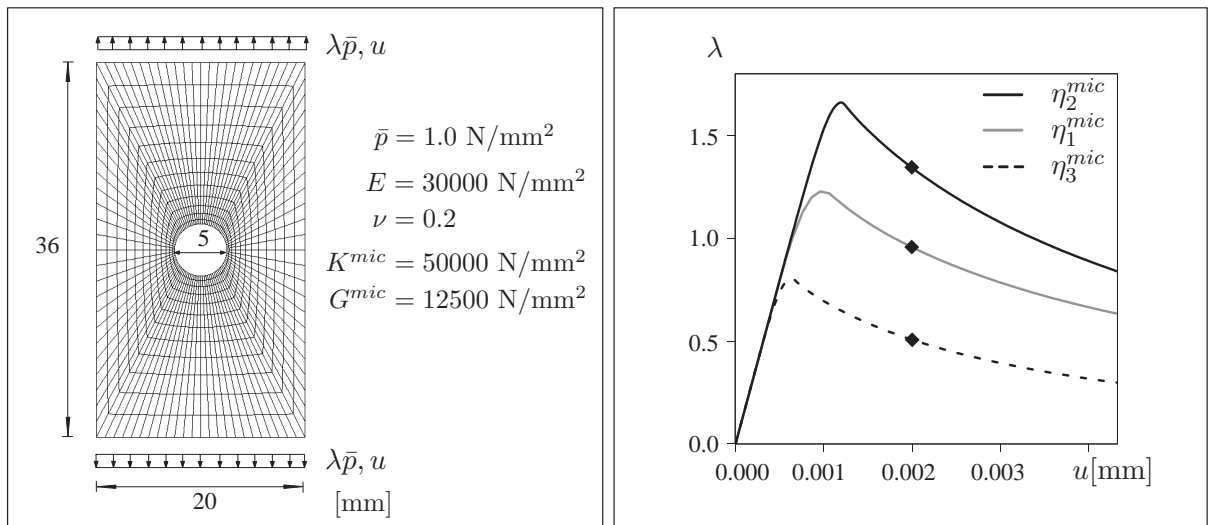 λp̄, u
36
5
p̄ = 1.0 N/mm²
E = 30000 N/mm²
ν = 0.2
K^{mic} = 50000 N/mm²
G^{mic} = 12500 N/mm²
λp̄, u
20
[mm]
λ
η₂^{mic}
η₁^{mic}
η₃^{mic}
1.5
1.0
0.5
0.0
0.000 0.001 0.002 0.003 u[mm]